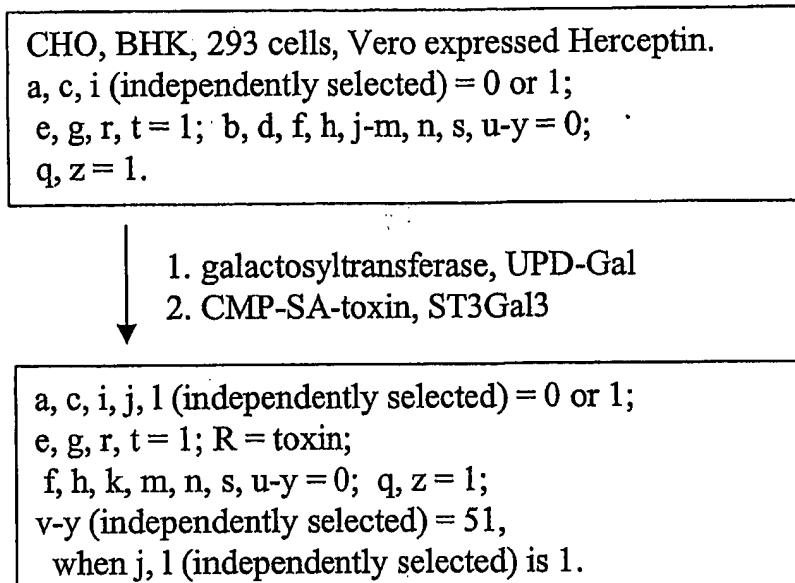 CHO, BHK, 293 cells, Vero expressed Herceptin.
a, c, i (independently selected) = 0 or 1;
e, g, r, t = 1; b, d, f, h, j-m, n, s, u-y = 0;
q, z = 1.
1. galactosyltransferase, UPD-Gal
2. CMP-SA-toxin, ST3Gal3
a, c, i, j, l (independently selected) = 0 or 1;
e, g, r, t = 1; R = toxin;
f, h, k, m, n, s, u-y = 0; q, z = 1;
v-y (independently selected) = 51,
when j, l (independently selected) is 1.